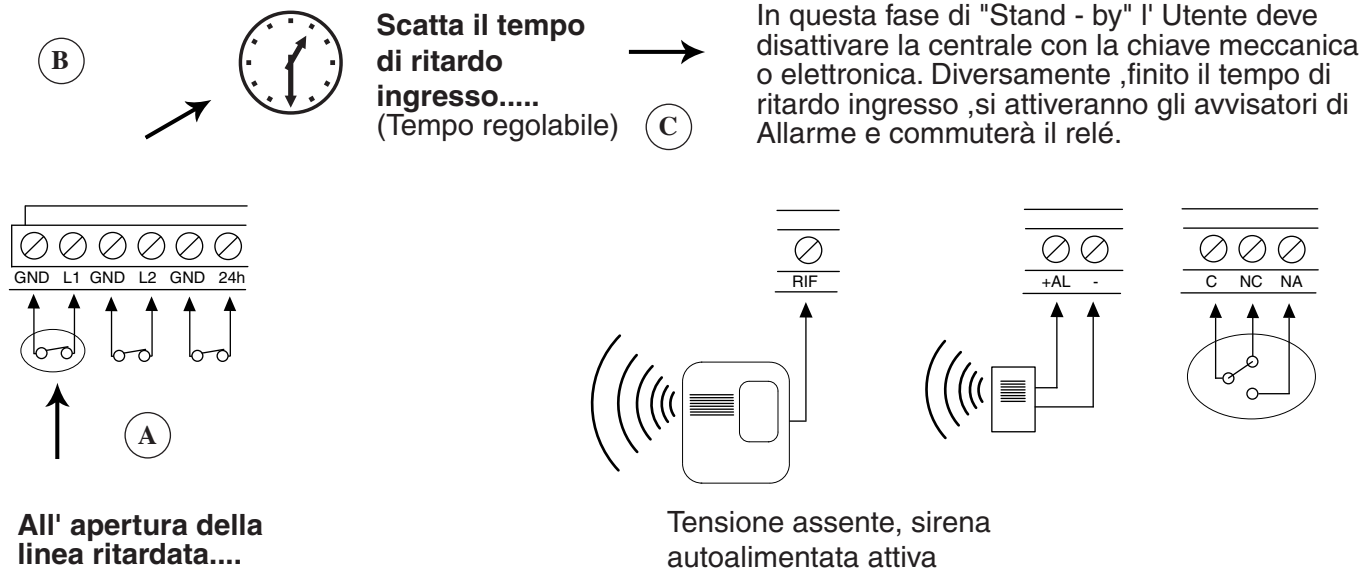 B
Scatta il tempo
di ritardo
ingresso.....
(Tempo regolabile)
C
In questa fase di "Stand - by" l' Utente deve
disattivare la centrale con la chiave meccanica
o elettronica. Diversamente ,finito il tempo di
ritardo ingresso ,si attiveranno gli avvisatori di
Allarme e commuterà il relé.
GND L1 GND L2 GND 24h
RIF
+AL -
C NC NA
A
All' apertura della
linea ritardata....
Tensione assente, sirena
autoalimentata attiva